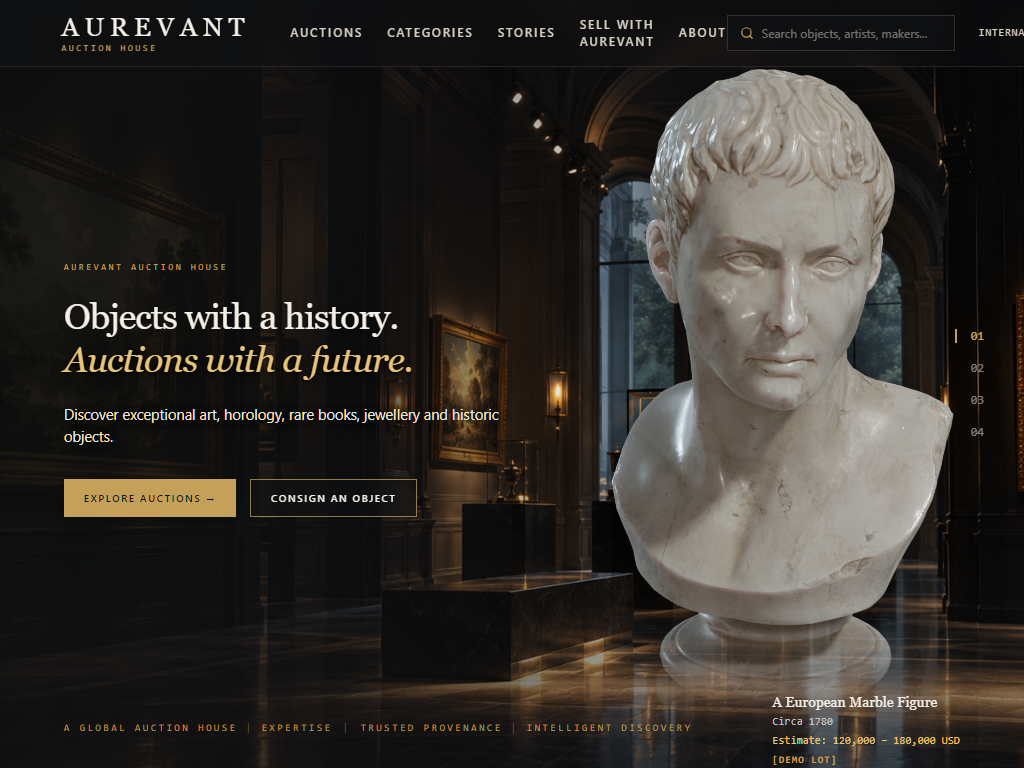 AUREVANT
AUCTION HOUSE
AUCTIONS
CATEGORIES
STORIES
SELL WITH
AUREVANT
ABOUT
Search objects, artists, makers...
INTERNA
AUREVANT AUCTION HOUSE
Objects with a history.
Auctions with a future.
Discover exceptional art, horology, rare books, jewellery and historic
objects.
EXPLORE AUCTIONS →
CONSIGN AN OBJECT
01
02
03
04
A GLOBAL AUCTION HOUSE | EXPERTISE | TRUSTED PROVENANCE | INTELLIGENT DISCOVERY
A European Marble Figure
Circa 1780
Estimate: 120,000 – 180,000 USD
[DEMO LOT]